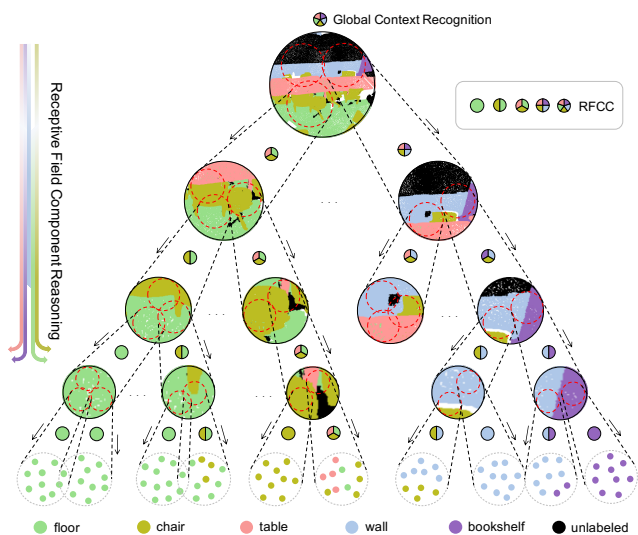 Global Context Recognition
Receptive Field Component Reasoning
RFCC
. . .
. . .
. . .
. . .
. . .
floor
chair
table
wall
bookshelf
unlabeled